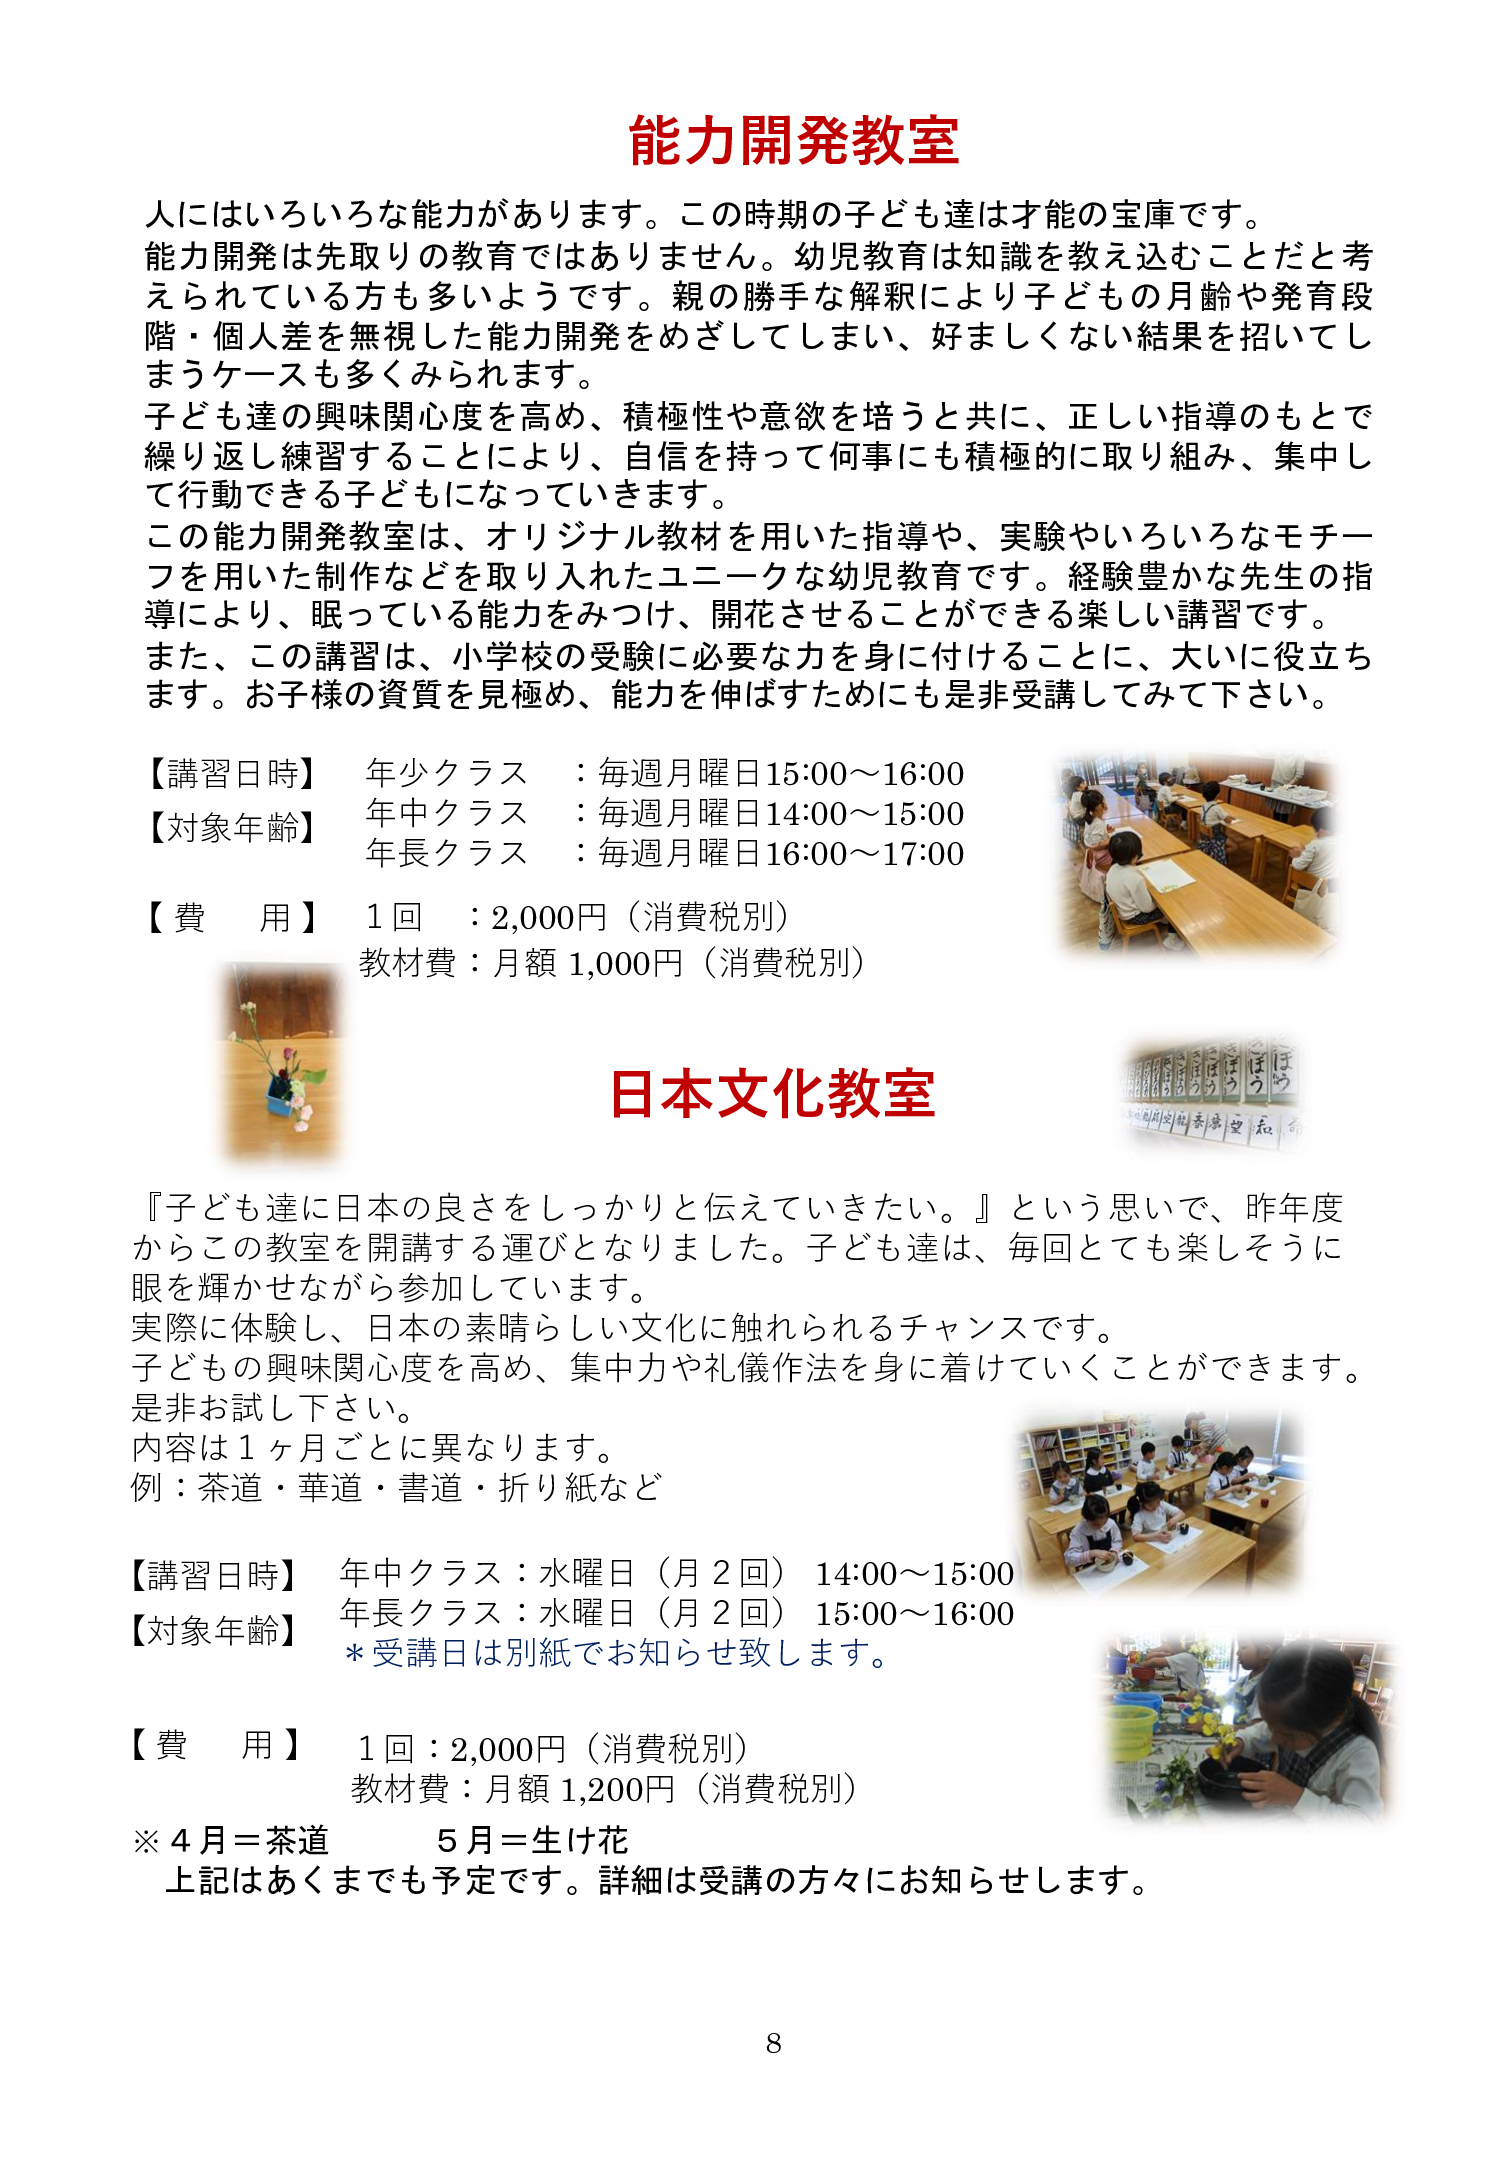 能力開発教室
人にはいろいろな能力があります。この時期の子ども達は才能の宝庫です。
能力開発は先取りの教育ではありません。幼児教育は知識を教え込むことだと考
えられている方も多いようです。親の勝手な解釈により子どもの月齢や発育段
階・個人差を無視した能力開発をめざしてしまい、好ましくない結果を招いてし
まうケースも多くみられます。
子ども達の興味関心度を高め、積極性や意欲を培うと共に、正しい指導のもとで
繰り返し練習することにより、自信を持って何事にも積極的に取り組み、集中し
て行動できる子どもになっていきます。
この能力開発教室は、オリジナル教材を用いた指導や、実験やいろいろなモチー
フを用いた制作などを取り入れたユニークな幼児教育です。経験豊かな先生の指
導により、眠っている能力をみつけ、開花させることができる楽しい講習です。
また、この講習は、小学校の受験に必要な力を身に付けることに、大いに役立ち
ます。お子様の資質を見極め、能力を伸ばすためにも是非受講してみて下さい。
【講習日時】 年少クラス ：毎週月曜日15:00～16:00
【対象年齢】 年中クラス ：毎週月曜日14:00～15:00
年長クラス ：毎週月曜日16:00～17:00
【費 用】 １回 ：2,000円（消費税別）
教材費：月額 1,000円（消費税別）
日本文化教室
『子ども達に日本の良さをしっかりと伝えていきたい。』という思いで、昨年度
からこの教室を開講する運びとなりました。子ども達は、毎回とても楽しそうに
眼を輝かせながら参加しています。
実際に体験し、日本の素晴らしい文化に触れられるチャンスです。
子どもの興味関心度を高め、集中力や礼儀作法を身に着けていくことができます。
是非お試し下さい。
内容は１ヶ月ごとに異なります。
例：茶道・華道・書道・折り紙など
【講習日時】 年中クラス：水曜日（月２回） 14:00～15:00
【対象年齢】 年長クラス：水曜日（月２回） 15:00～16:00
＊受講日は別紙でお知らせ致します。
【費 用】 １回：2,000円（消費税別）
教材費：月額 1,200円（消費税別）
※４月＝茶道 ５月＝生け花
上記はあくまでも予定です。詳細は受講の方々にお知らせします。
8